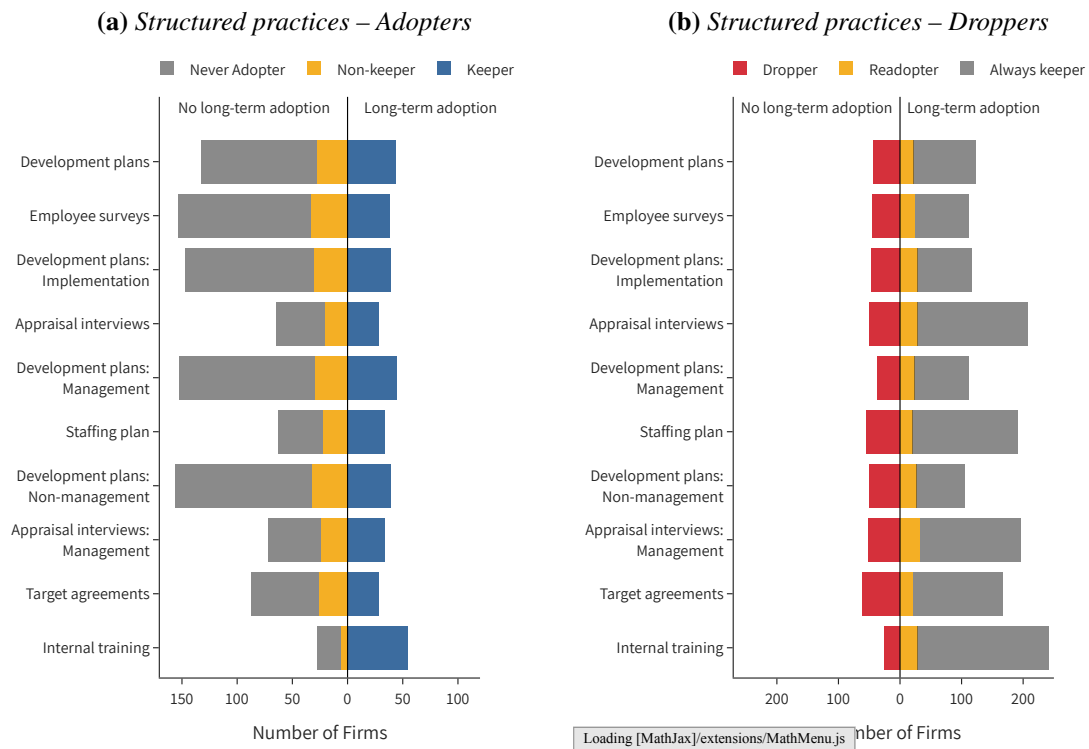 (a) Structured practices – Adopters
Never Adopter Non-keeper Keeper
No long-term adoption Long-term adoption
Development plans
Employee surveys
Development plans:
Implementation
Appraisal interviews
Development plans:
Management
Staffing plan
Development plans:
Non-management
Appraisal interviews:
Management
Target agreements
Internal training
150 100 50 0 50 100
Number of Firms
(b) Structured practices – Droppers
Dropper Readopter Always keeper
No long-term adoption Long-term adoption
Development plans
Employee surveys
Development plans:
Implementation
Appraisal interviews
Development plans:
Management
Staffing plan
Development plans:
Non-management
Appraisal interviews:
Management
Target agreements
Internal training
200 100 0 100 200
of Firms
Loading [MathJax]/extensions/MathMenu.js